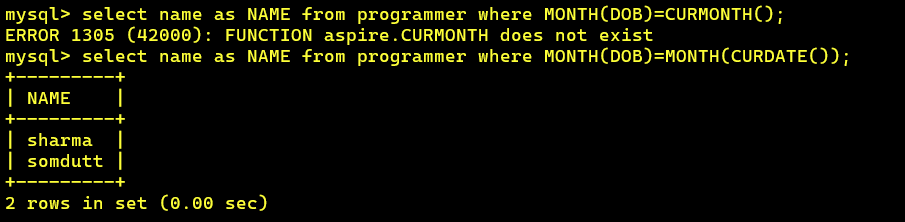 mysql> select name as NAME from programmer where MONTH(DOB)=CURMONTH();
ERROR 1305 (42000): FUNCTION aspire.CURMONTH does not exist
mysql> select name as NAME from programmer where MONTH(DOB)=MONTH(CURDATE());
+---------+
| NAME    |
+---------+
| sharma  |
| somdutt |
+---------+
2 rows in set (0.00 sec)